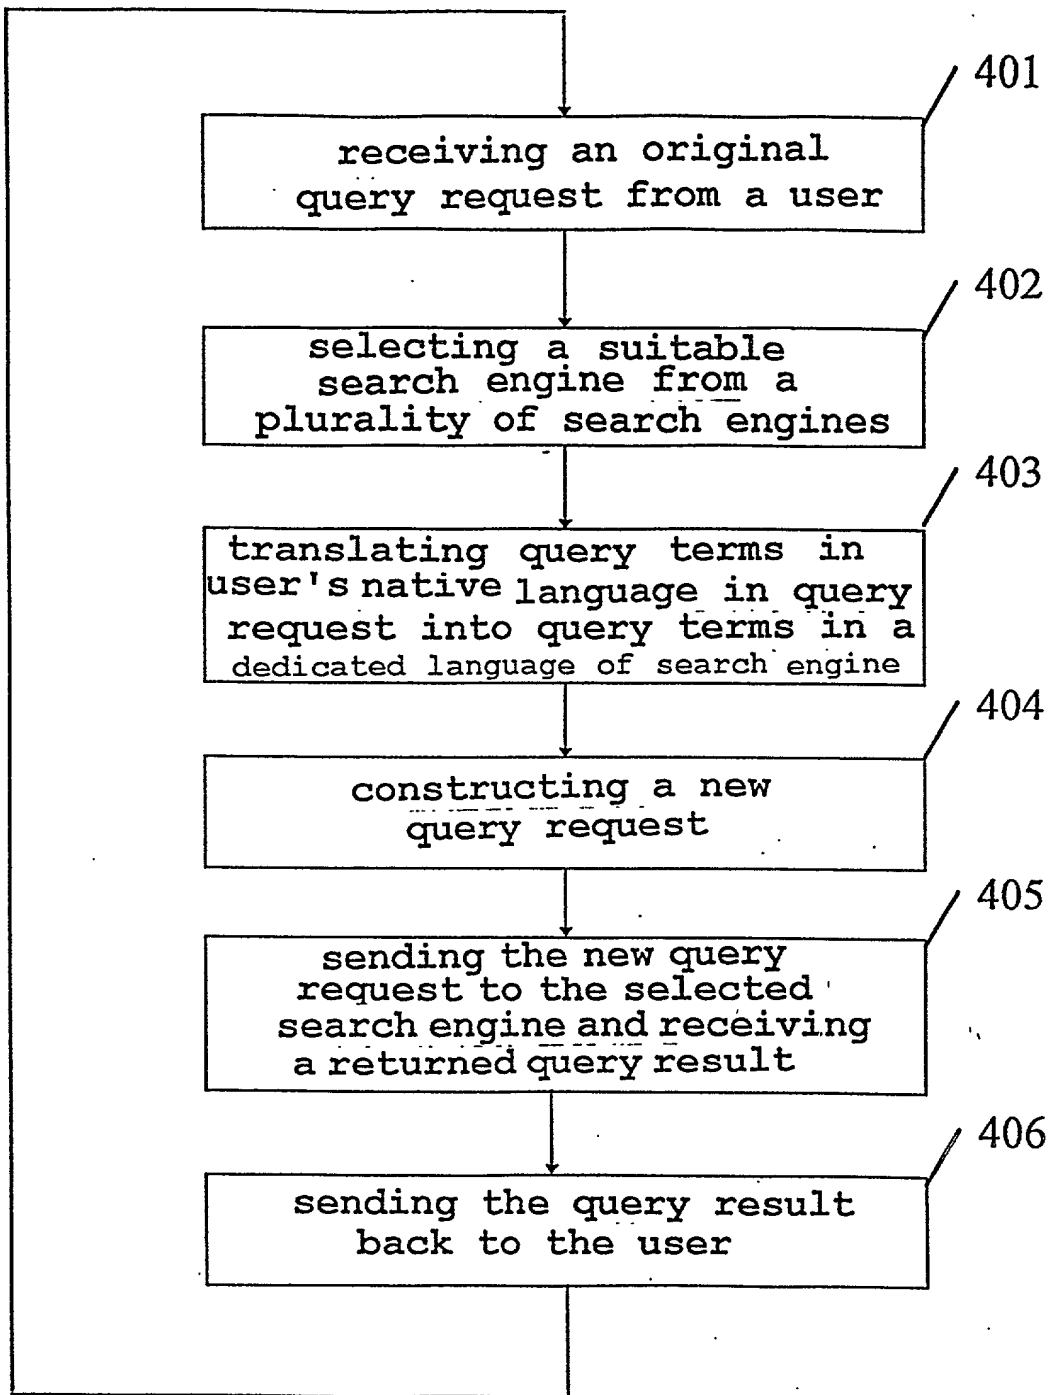 401
receiving an original
query request from a user
402
selecting a suitable
search engine from a
plurality of search engines
403
translating query terms in
user's native language in query
request into query terms in a
dedicated language of search engine
404
constructing a new
query request
405
sending the new query
request to the selected
search engine and receiving
a returned query result
406
sending the query result
back to the user